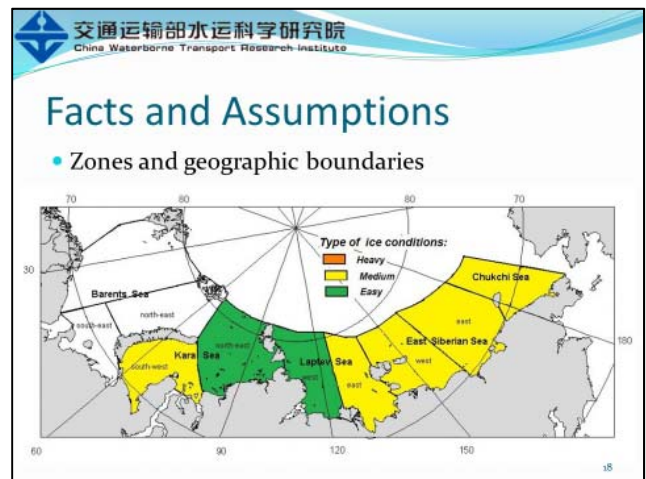 交通运输部水运科学研究院
China Waterborne Transport Research Institute
Facts and Assumptions
• Zones and geographic boundaries
70
80
80
70
Type of ice conditions:
Heavy
Medium
Easy
30
Chukchi Sea
Barents Sea
north-east
south-east
east
180
East Siberian Sea
Kara Sea
north-east
Laptev Sea
south-west
west
east
west
60
90
120
150
18